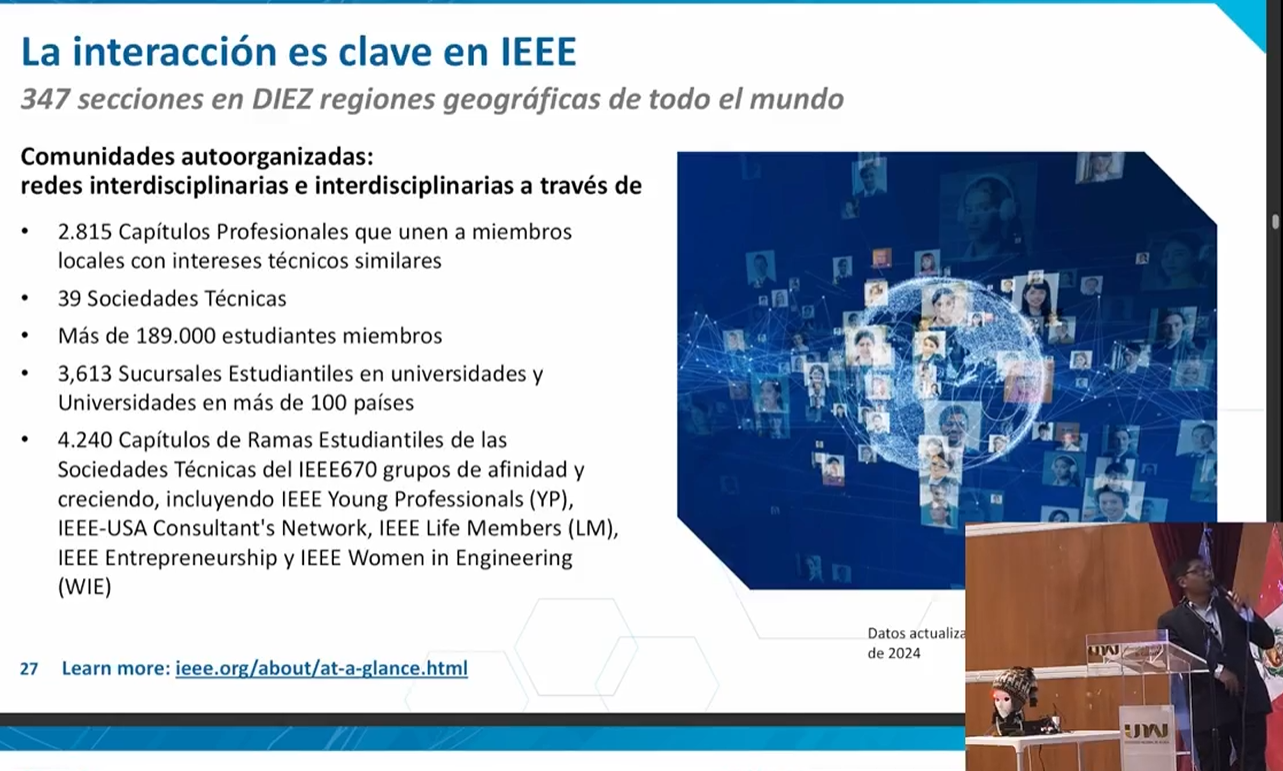 La interacción es clave en IEEE
347 secciones en DIEZ regiones geográficas de todo el mundo
Comunidades autoorganizadas:
redes interdisciplinarias e interdisciplinarias a través de
• 2.815 Capítulos Profesionales que unen a miembros
locales con intereses técnicos similares
• 39 Sociedades Técnicas
• Más de 189.000 estudiantes miembros
• 3,613 Sucursales Estudiantiles en universidades y
Universidades en más de 100 países
• 4.240 Capítulos de Ramas Estudiantiles de las
Sociedades Técnicas del IEEE670 grupos de afinidad y
creciendo, incluyendo IEEE Young Professionals (YP),
IEEE-USA Consultant's Network, IEEE Life Members (LM),
IEEE Entrepreneurship y IEEE Women in Engineering
(WIE)
Datos actualiza
de 2024
27 Learn more: ieee.org/about/at-a-glance.html